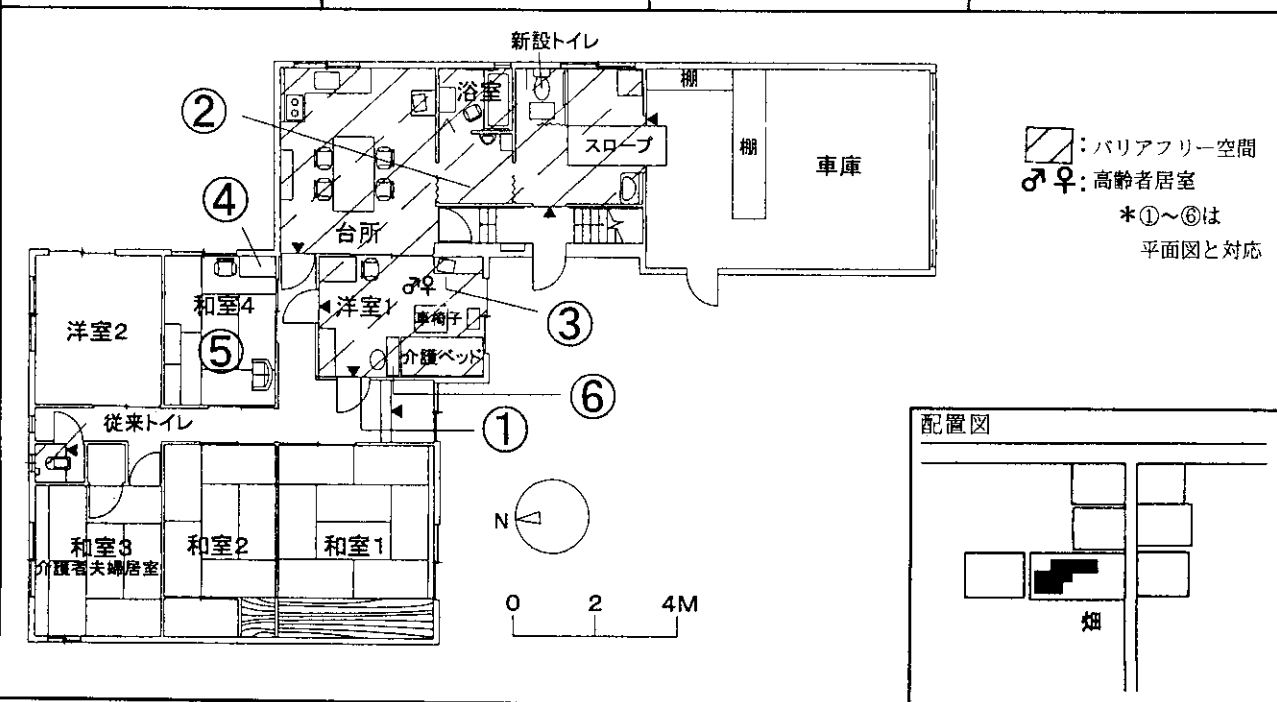 新設トイレ
浴室
棚
②
スロープ
棚
車庫
:バリアフリー空間
♂♀:高齢者居室
*①～⑥は
平面図と対応
④
台所
和室4
♂♀
洋室1
車椅子
③
洋室2
⑤
介護ベッド
⑥
従来トイレ
①
配置図
N
和室3
介護者夫婦居室
和室2
和室1
0 2 4M
畑